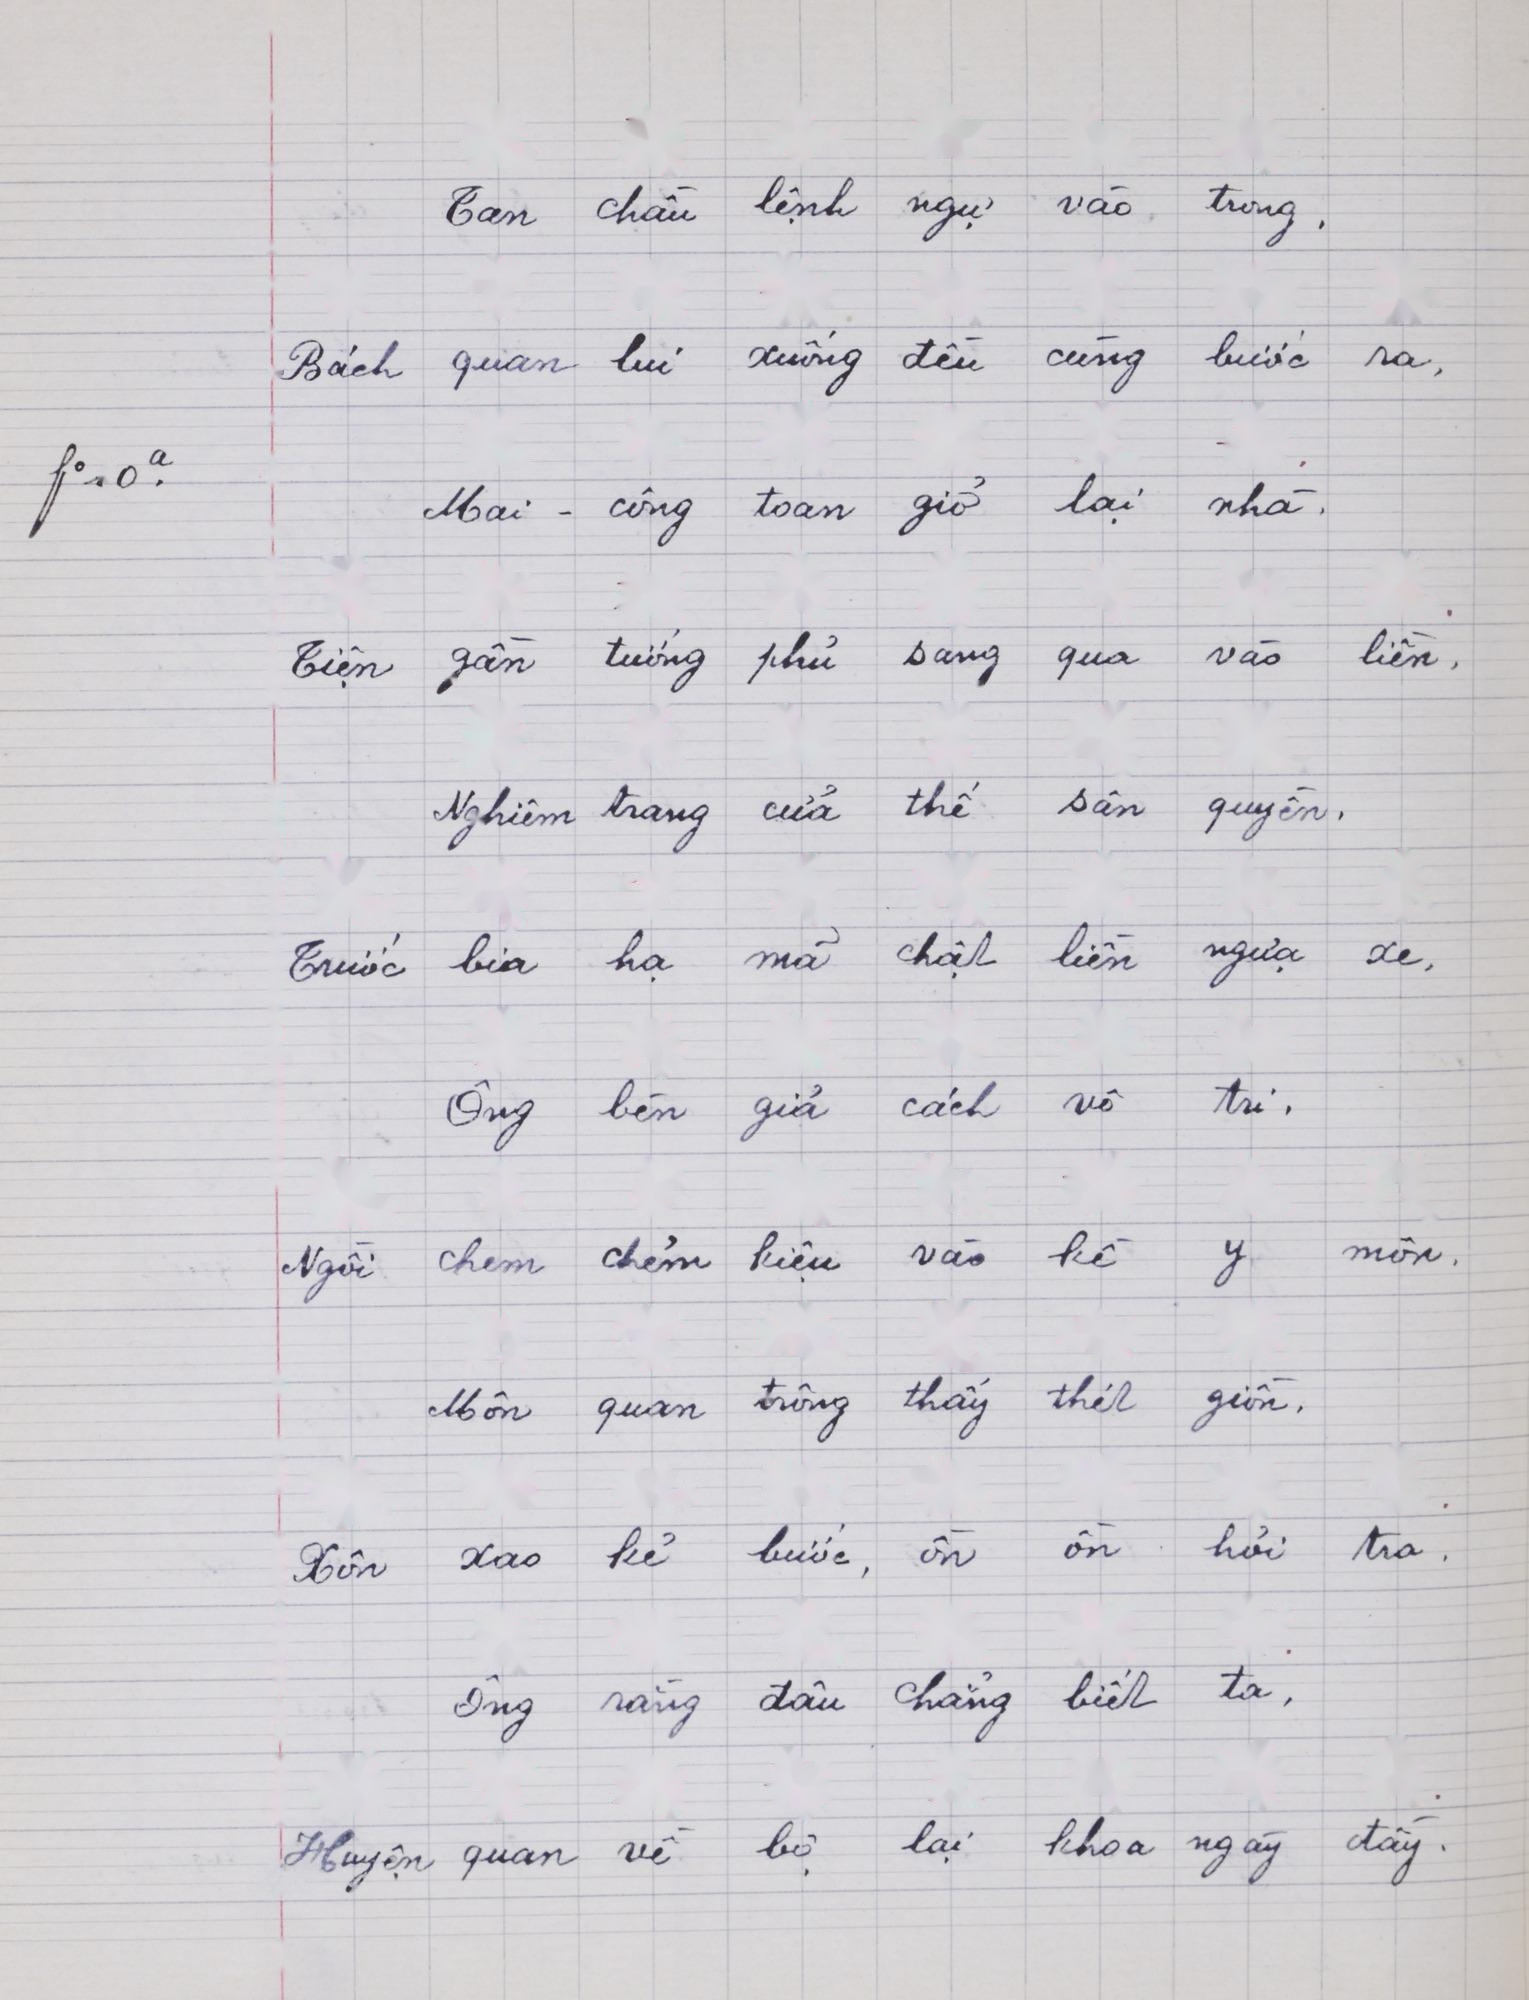 Tan chầu lệnh ngự vào trong,
Bách quan lui xuống đều cùng bước ra,
Mai - công toan giở lại nhà.
Tiện gần tướng phủ sang qua vào liền,
Nghiêm trang cửa thế sân quyền,
Trước bia hạ mã chật liền ngựa xe,
Ông bèn giả cách vô tri,
Ngồi chem chẻm kiệu vào kề y môn.
Môn quan trông thấy thét giồn,
Xôn xao kẻ bước, ồn ồn hỏi tra.
Ông rằng đâu chẳng biết ta,
Huyện quan về bộ lại khoa ngày đầy.